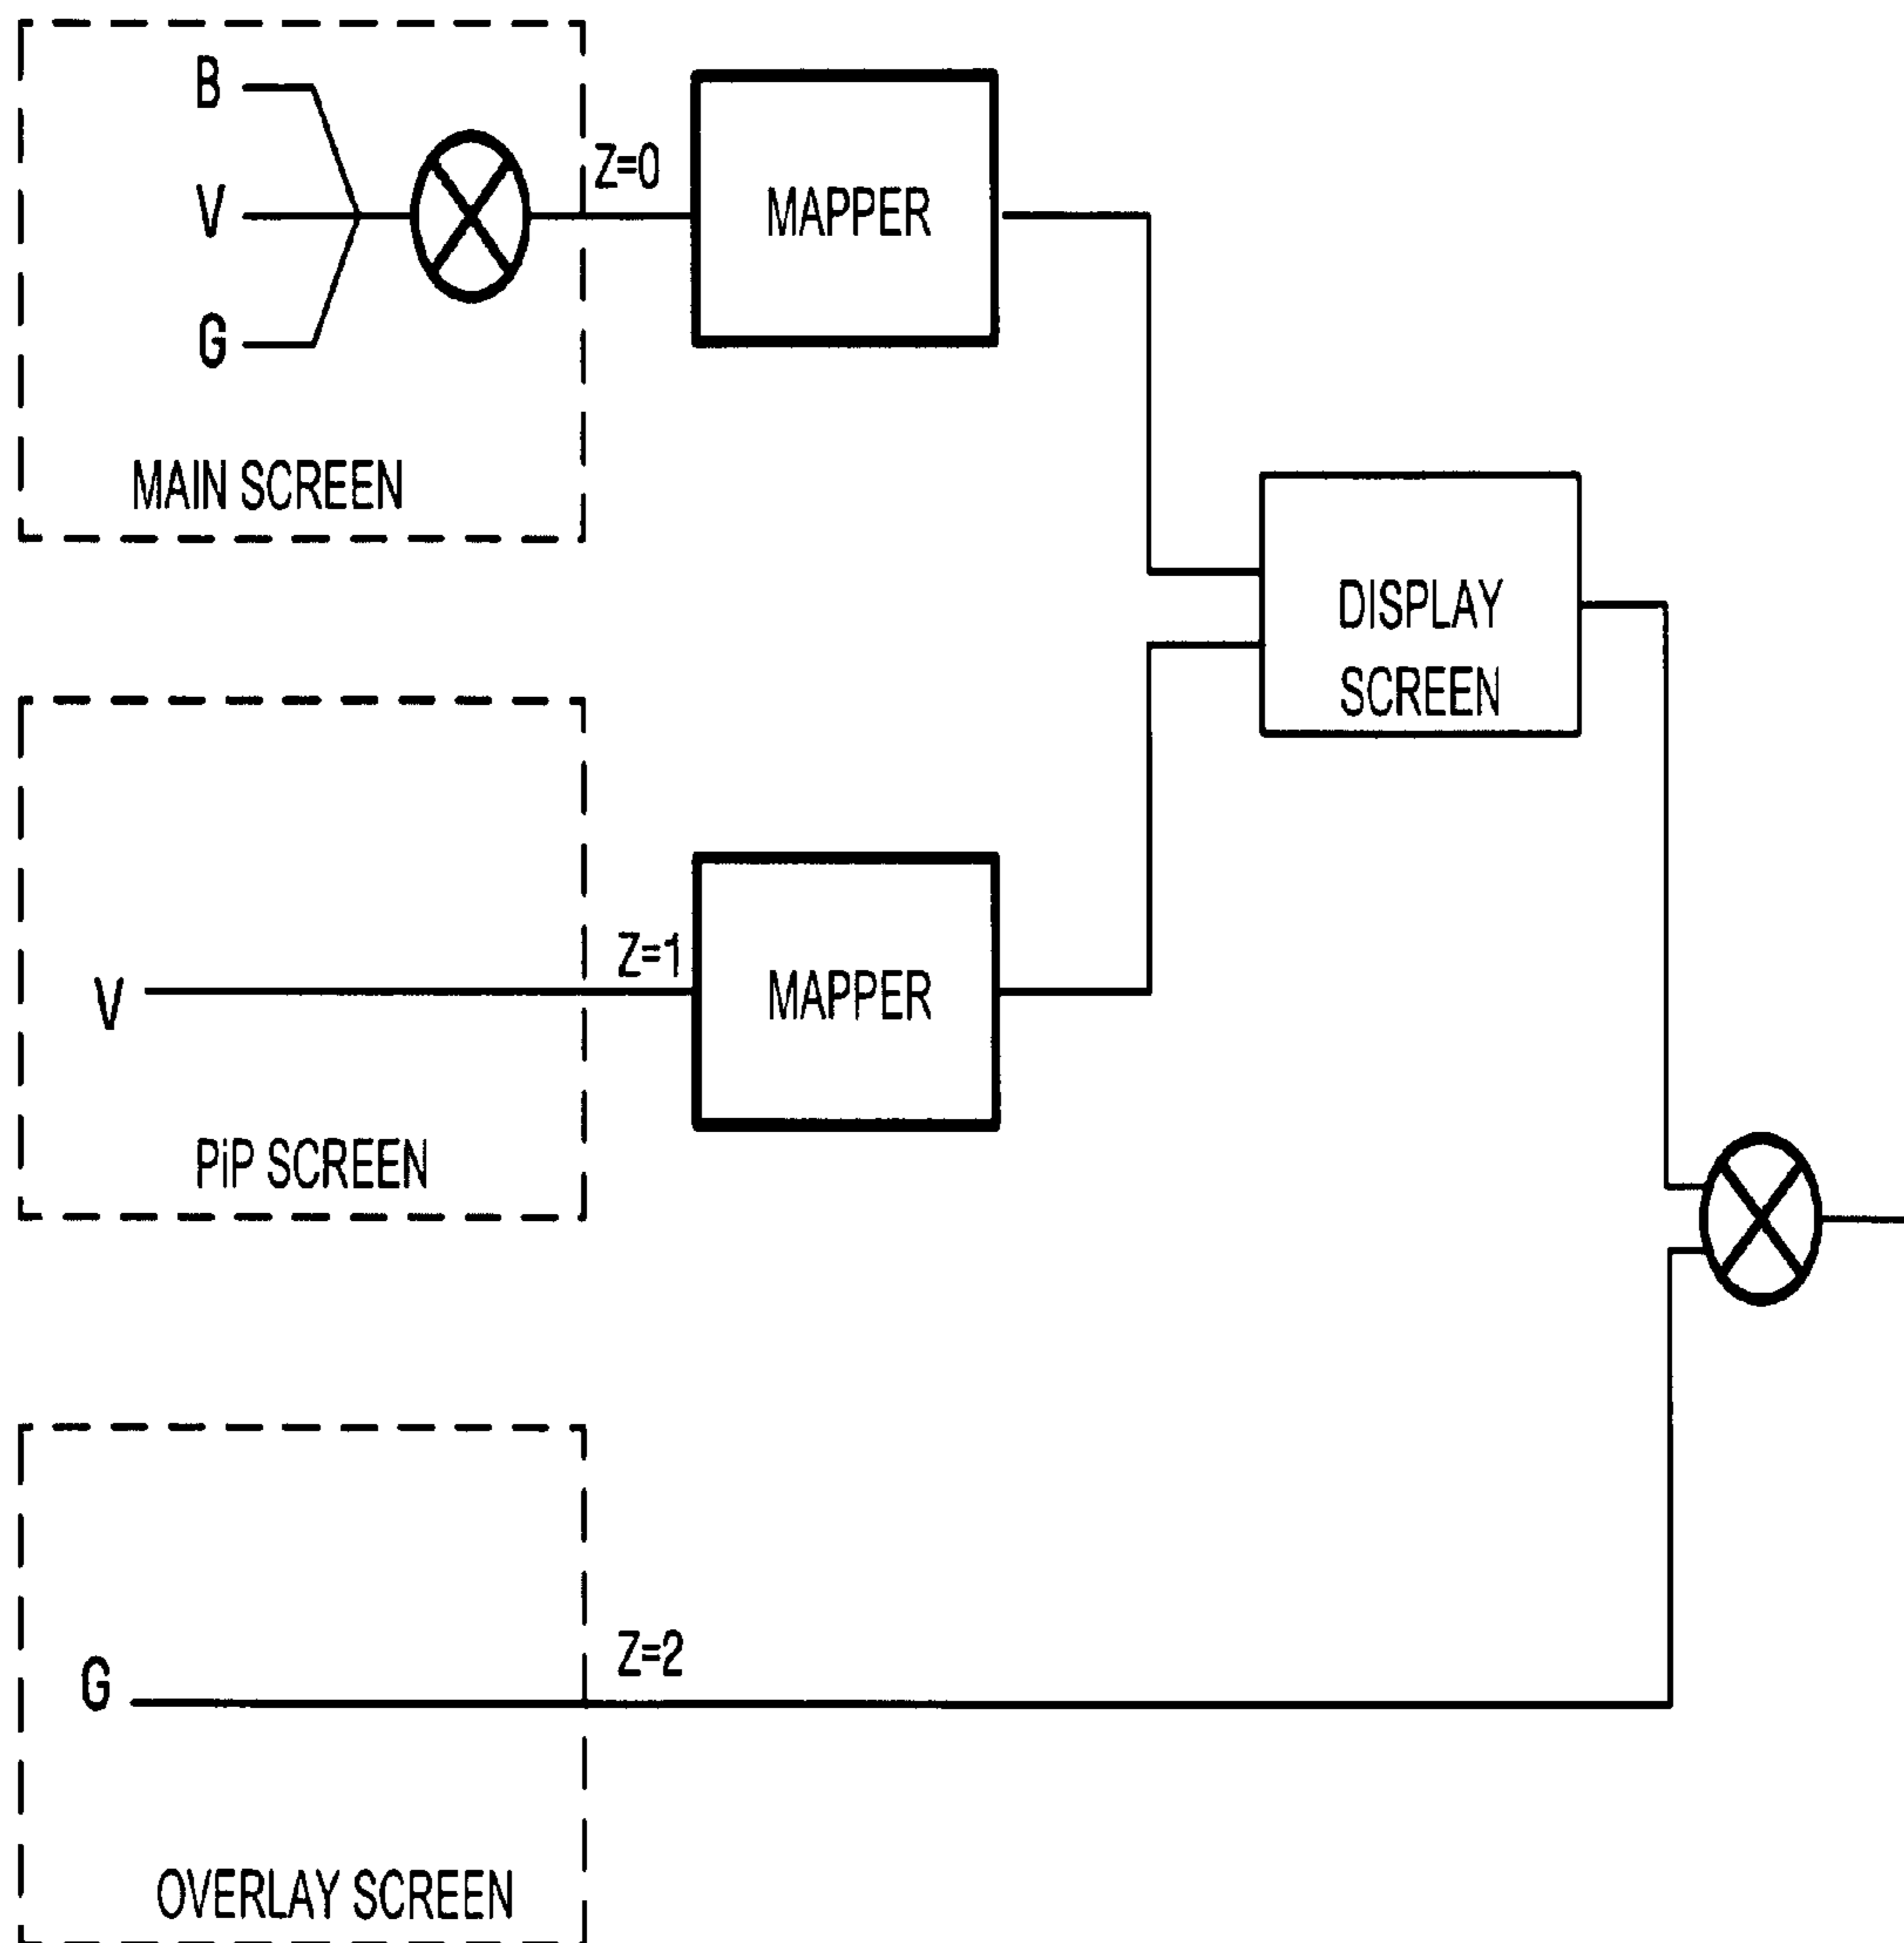 B
V
G
Z=0
MAPPER
MAIN SCREEN
DISPLAY
SCREEN
V
Z=1
MAPPER
PiP SCREEN
G
Z=2
OVERLAY SCREEN